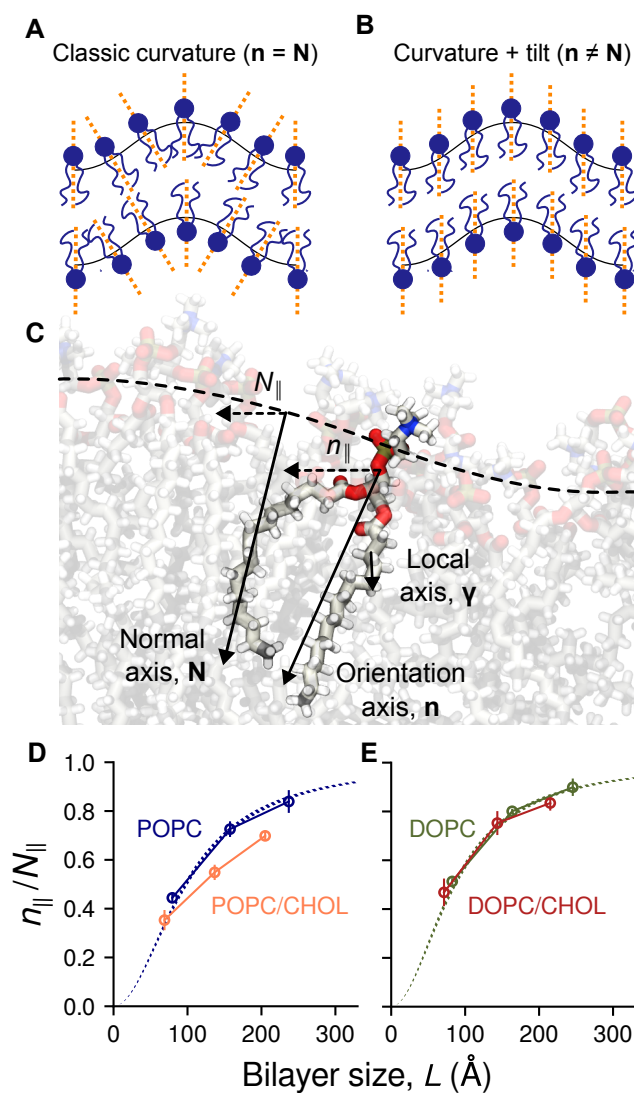 A
Classic curvature (n = N)
B
Curvature + tilt (n ≠ N)
C
N∥
n∥
Local
axis, γ
Normal
axis, N
Orientation
axis, n
D
E
1.0
0.8
0.6
0.4
0.2
0.0
n∥/N∥
POPC
POPC/CHOL
DOPC
DOPC/CHOL
0 100 200 300
0 100 200 300
Bilayer size, L (Å)